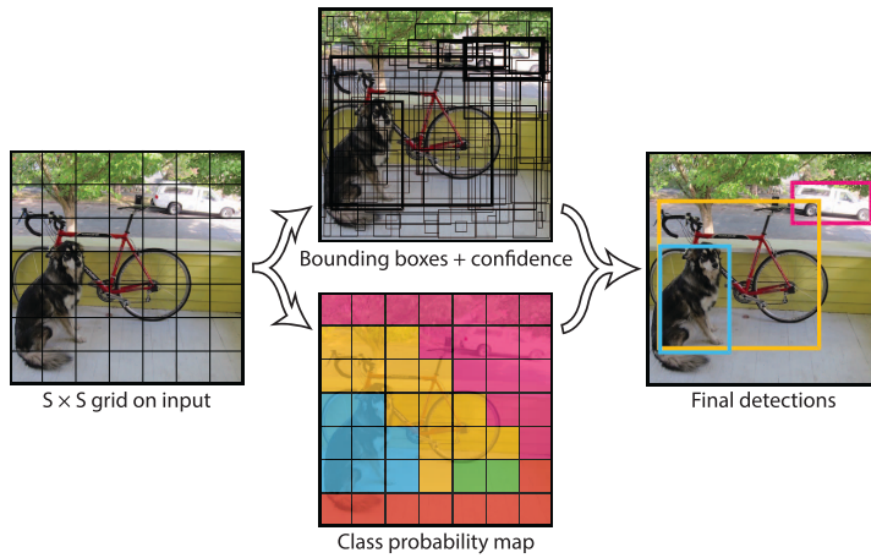 Bounding boxes + confidence
S × S grid on input
Final detections
Class probability map